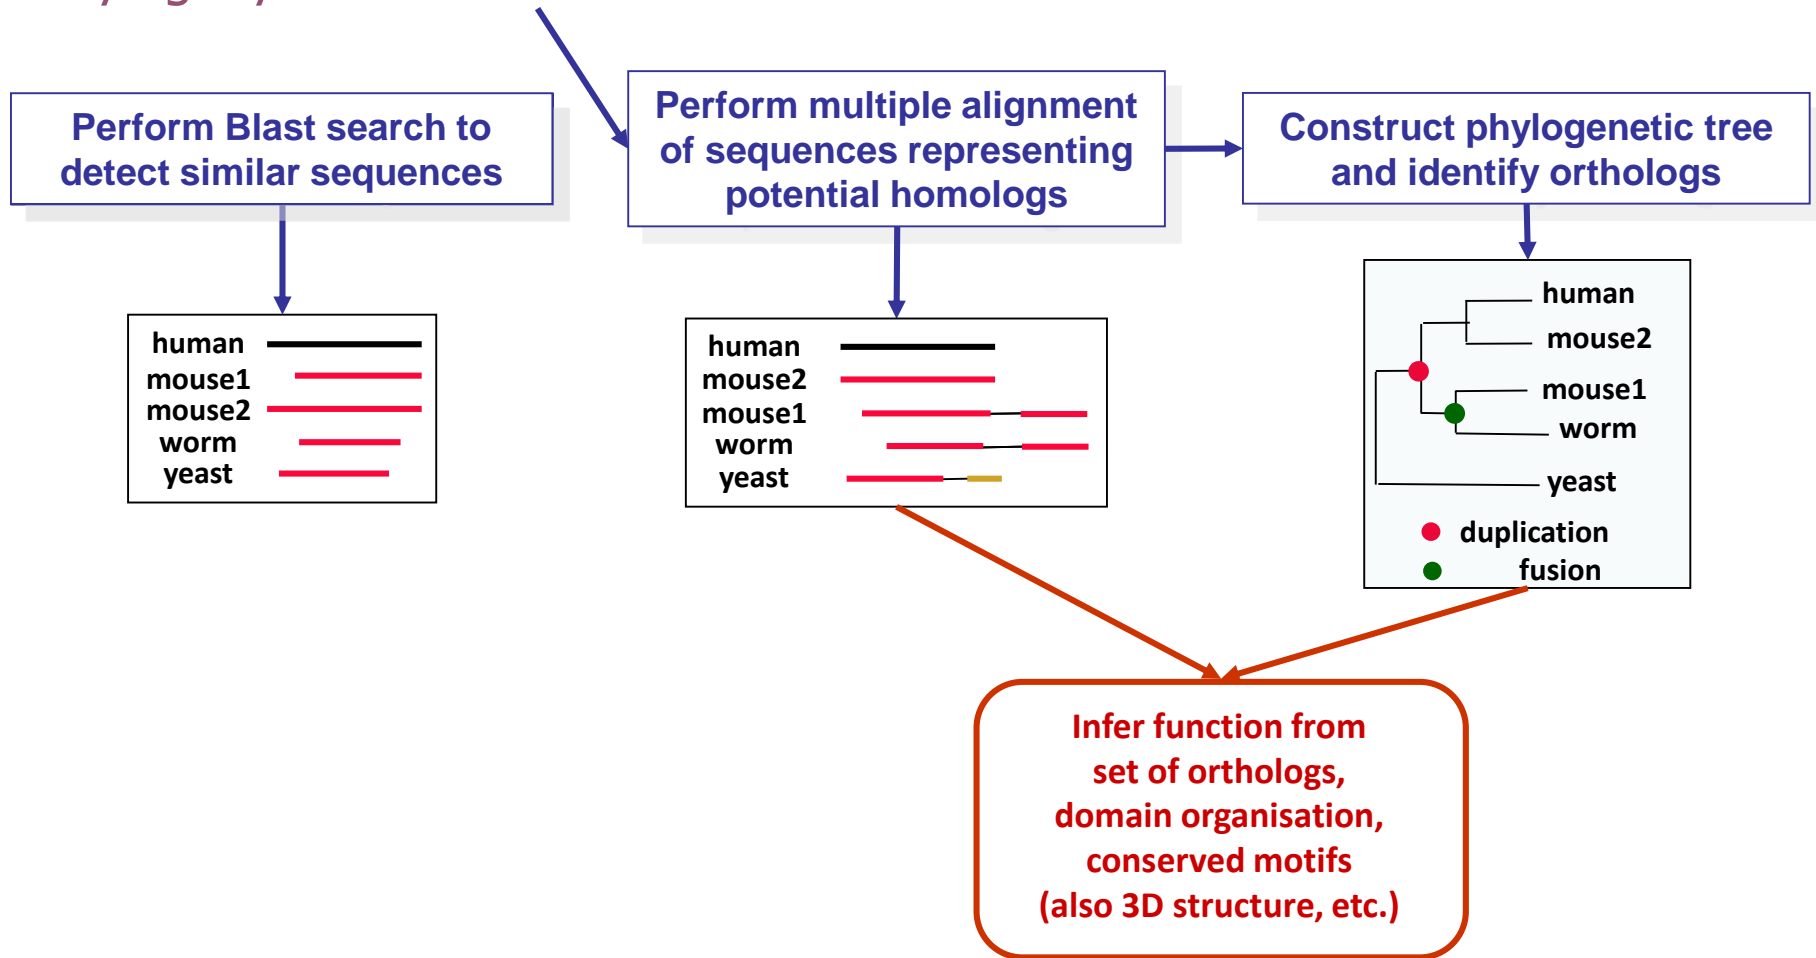 Perform Blast search to
detect similar sequences
Perform multiple alignment
of sequences representing
potential homologs
Construct phylogenetic tree
and identify orthologs
human
mouse1
mouse2
worm
yeast
human
mouse2
mouse1
worm
yeast
human
mouse2
mouse1
worm
yeast
duplication
fusion
Infer function from
set of orthologs,
domain organisation,
conserved motifs
(also 3D structure, etc.)